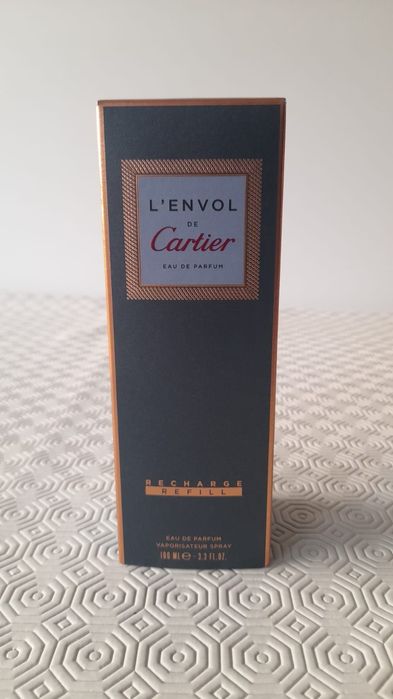 L'ENVOL
DE
Cartier
EAU DE PARFUM
RECHARGE
REFILL
EAU DE PARFUM
VAPORISATEUR SPRAY
100 ML ℮ - 3.3 FL.OZ.